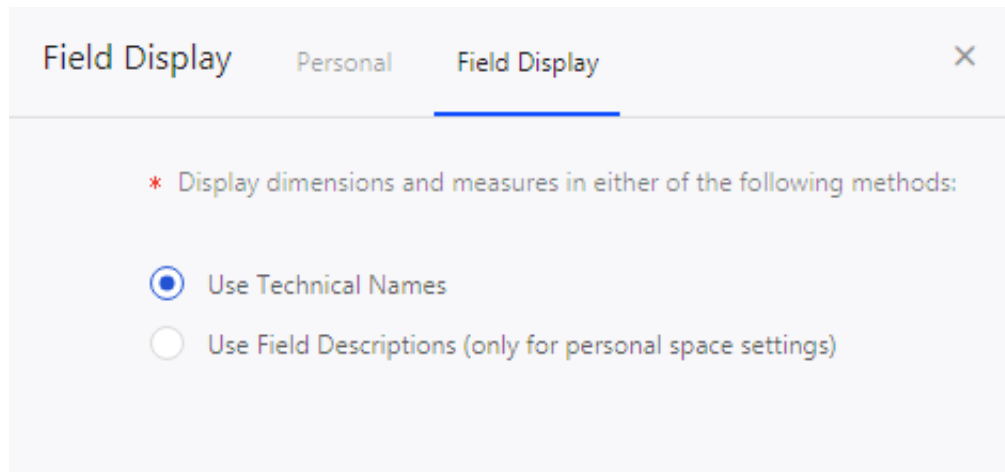 Field Display Personal Field Display ×
* Display dimensions and measures in either of the following methods:
Use Technical Names
Use Field Descriptions (only for personal space settings)